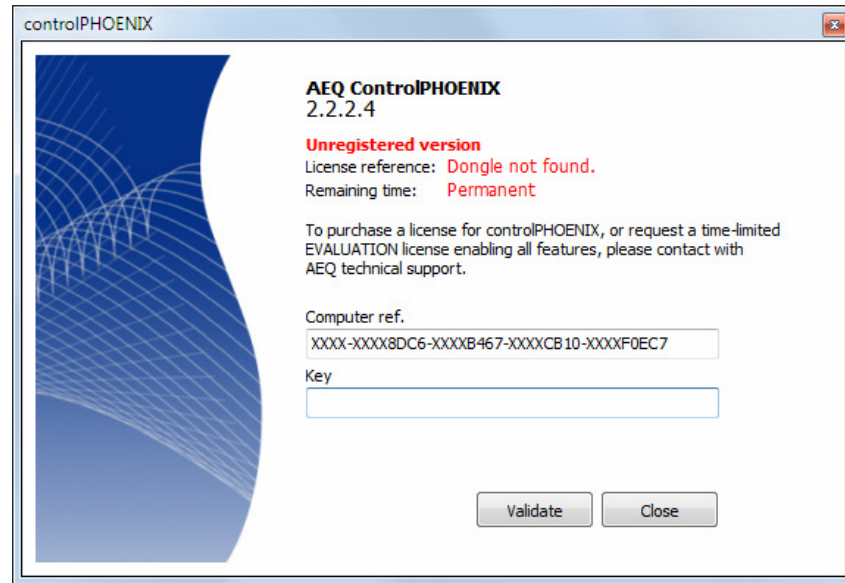 controlPHOENIX
AEQ ControlPHOENIX
2.2.2.4
Unregistered version
License reference: Dongle not found.
Remaining time: Permanent
To purchase a license for controlPHOENIX, or request a time-limited
EVALUATION license enabling all features, please contact with
AEQ technical support.
Computer ref.
XXXX-XXXX8DC6-XXXXB467-XXXXCB10-XXXXF0EC7
Key
Validate Close